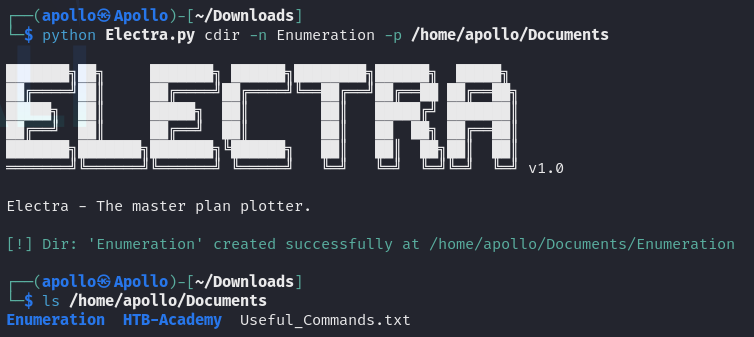 ┌──(apollo㉿Apollo)-[~/Downloads]
└─$ python Electra.py cdir -n Enumeration -p /home/apollo/Documents
ELECTRA v1.0
Electra - The master plan plotter.
[!] Dir: 'Enumeration' created successfully at /home/apollo/Documents/Enumeration
┌──(apollo㉿Apollo)-[~/Downloads]
└─$ ls /home/apollo/Documents
Enumeration  HTB-Academy  Useful_Commands.txt